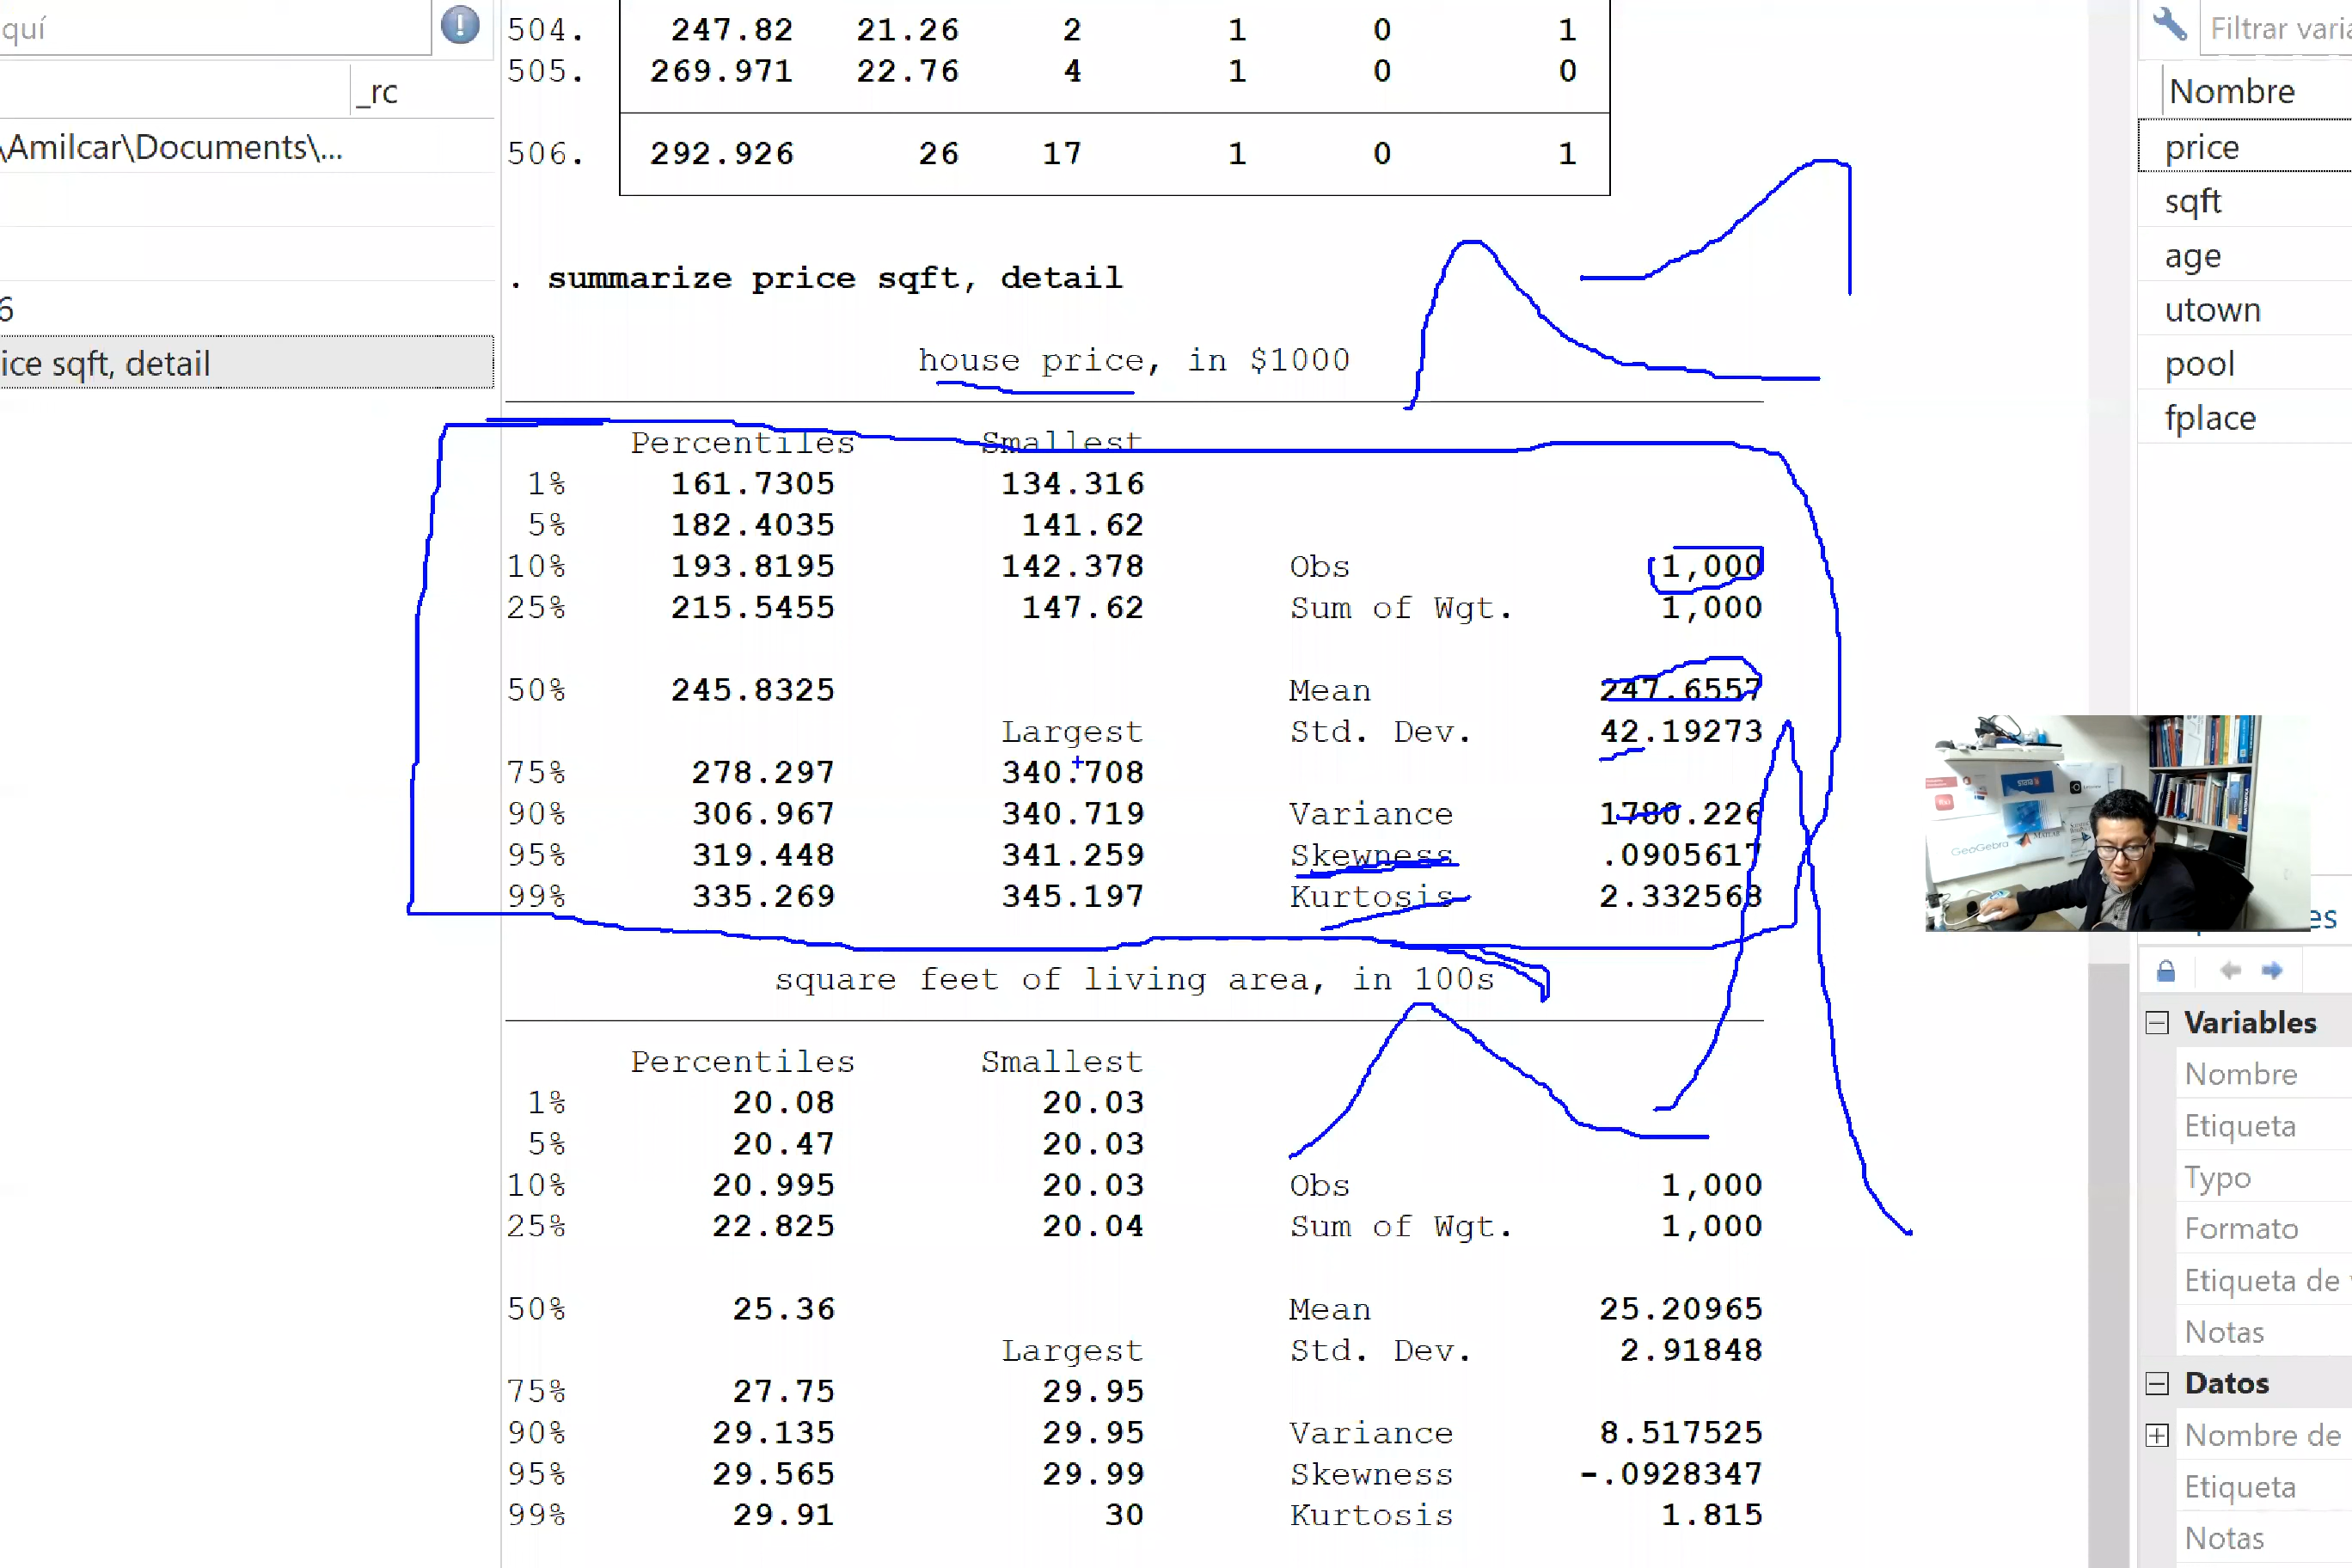 quí
_rc
\Amilcar\Documents\...
6
ice sqft, detail
504. 247.82 21.26 2 1 0 1
505. 269.971 22.76 4 1 0 0
506. 292.926 26 17 1 0 1
. summarize price sqft, detail
house price, in $1000
Percentiles Smallest
1% 161.7305 134.316
5% 182.4035 141.62
10% 193.8195 142.378 Obs 1,000
25% 215.5455 147.62 Sum of Wgt. 1,000
50% 245.8325 Mean 247.6557
Largest Std. Dev. 42.19273
75% 278.297 340.708
90% 306.967 340.719 Variance 1780.226
95% 319.448 341.259 Skewness .0905617
99% 335.269 345.197 Kurtosis 2.332568
square feet of living area, in 100s
Percentiles Smallest
1% 20.08 20.03
5% 20.47 20.03
10% 20.995 20.03 Obs 1,000
25% 22.825 20.04 Sum of Wgt. 1,000
50% 25.36 Mean 25.20965
Largest Std. Dev. 2.91848
75% 27.75 29.95
90% 29.135 29.95 Variance 8.517525
95% 29.565 29.99 Skewness -.0928347
99% 29.91 30 Kurtosis 1.815
Filtrar varia
Nombre
price
sqft
age
utown
pool
fplace
GeoGebra
es
Variables
Nombre
Etiqueta
Typo
Formato
Etiqueta de
Notas
Datos
Nombre de
Etiqueta
Notas